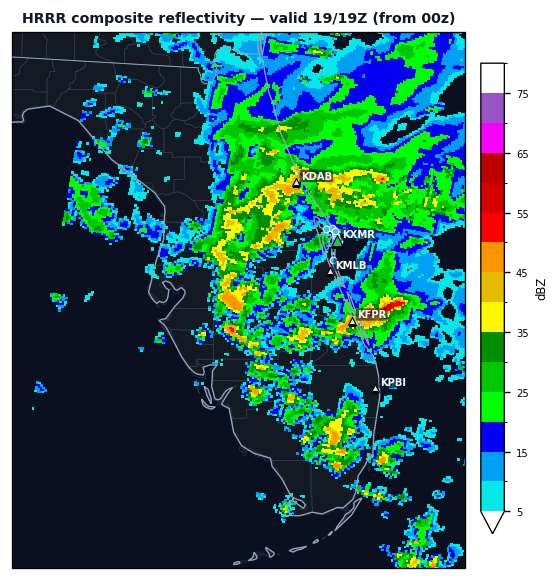 HRRR composite reflectivity — valid 19/19Z (from 00z)
KDAB
KXMR
KMLB
KFPR
KPBI
75
65
55
45
35
25
15
5
dBZ